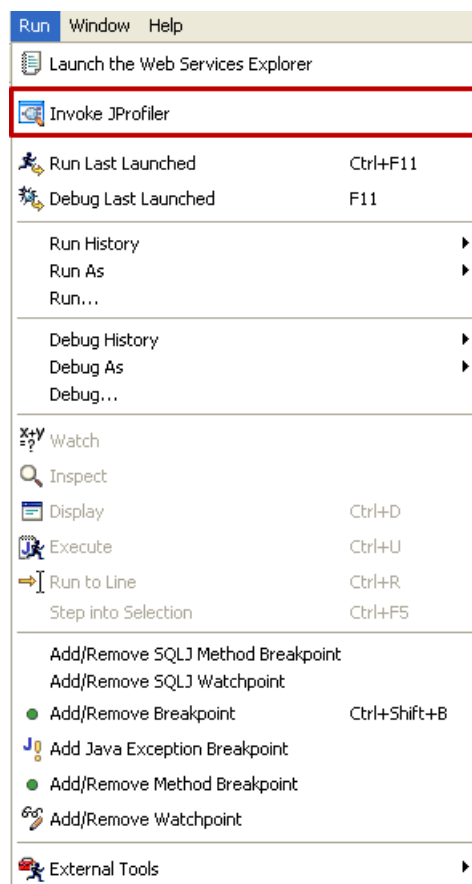 Run Window Help
Launch the Web Services Explorer
Invoke JProfiler
Run Last Launched Ctrl+F11
Debug Last Launched F11
Run History
Run As
Run...
Debug History
Debug As
Debug...
Watch
Inspect
Display Ctrl+D
Execute Ctrl+U
Run to Line Ctrl+R
Step into Selection Ctrl+F5
Add/Remove SQLJ Method Breakpoint
Add/Remove SQLJ Watchpoint
Add/Remove Breakpoint Ctrl+Shift+B
Add Java Exception Breakpoint
Add/Remove Method Breakpoint
Add/Remove Watchpoint
External Tools